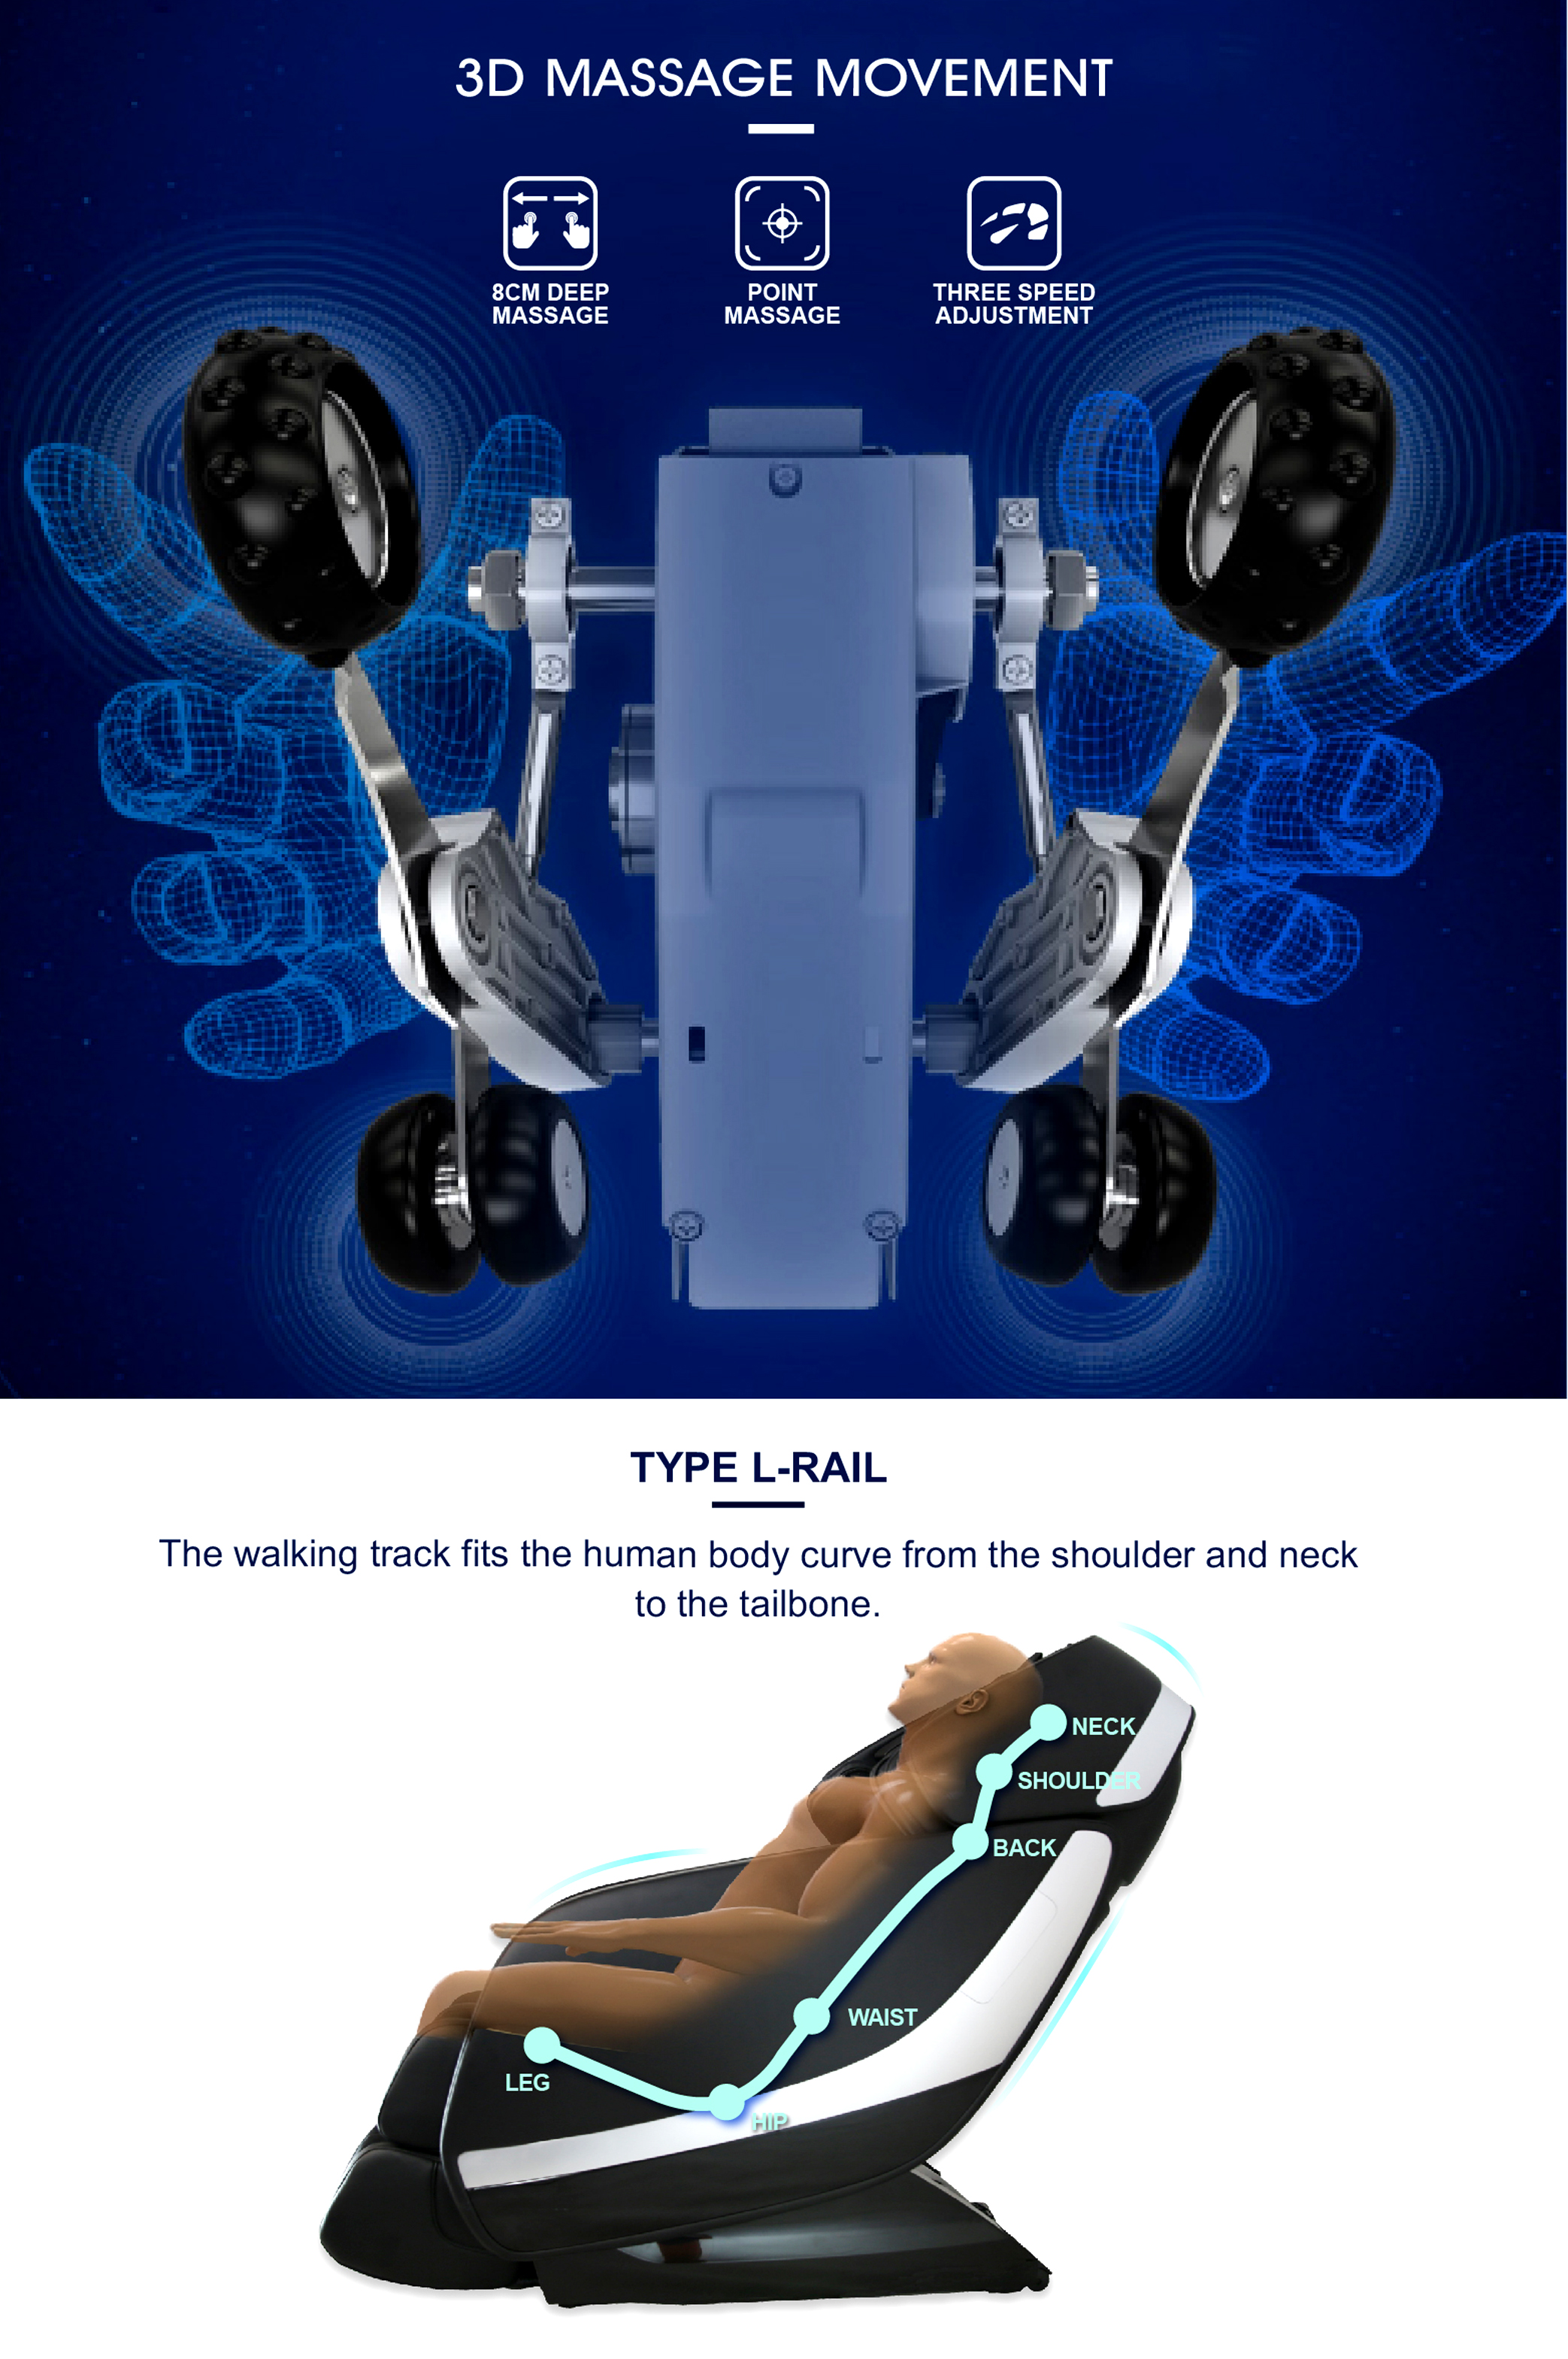 3D MASSAGE MOVEMENT
8CM DEEP
MASSAGE
POINT
MASSAGE
THREE SPEED
ADJUSTMENT
TYPE L-RAIL
The walking track fits the human body curve from the shoulder and neck
to the tailbone.
NECK
SHOULDER
BACK
WAIST
LEG
HIP